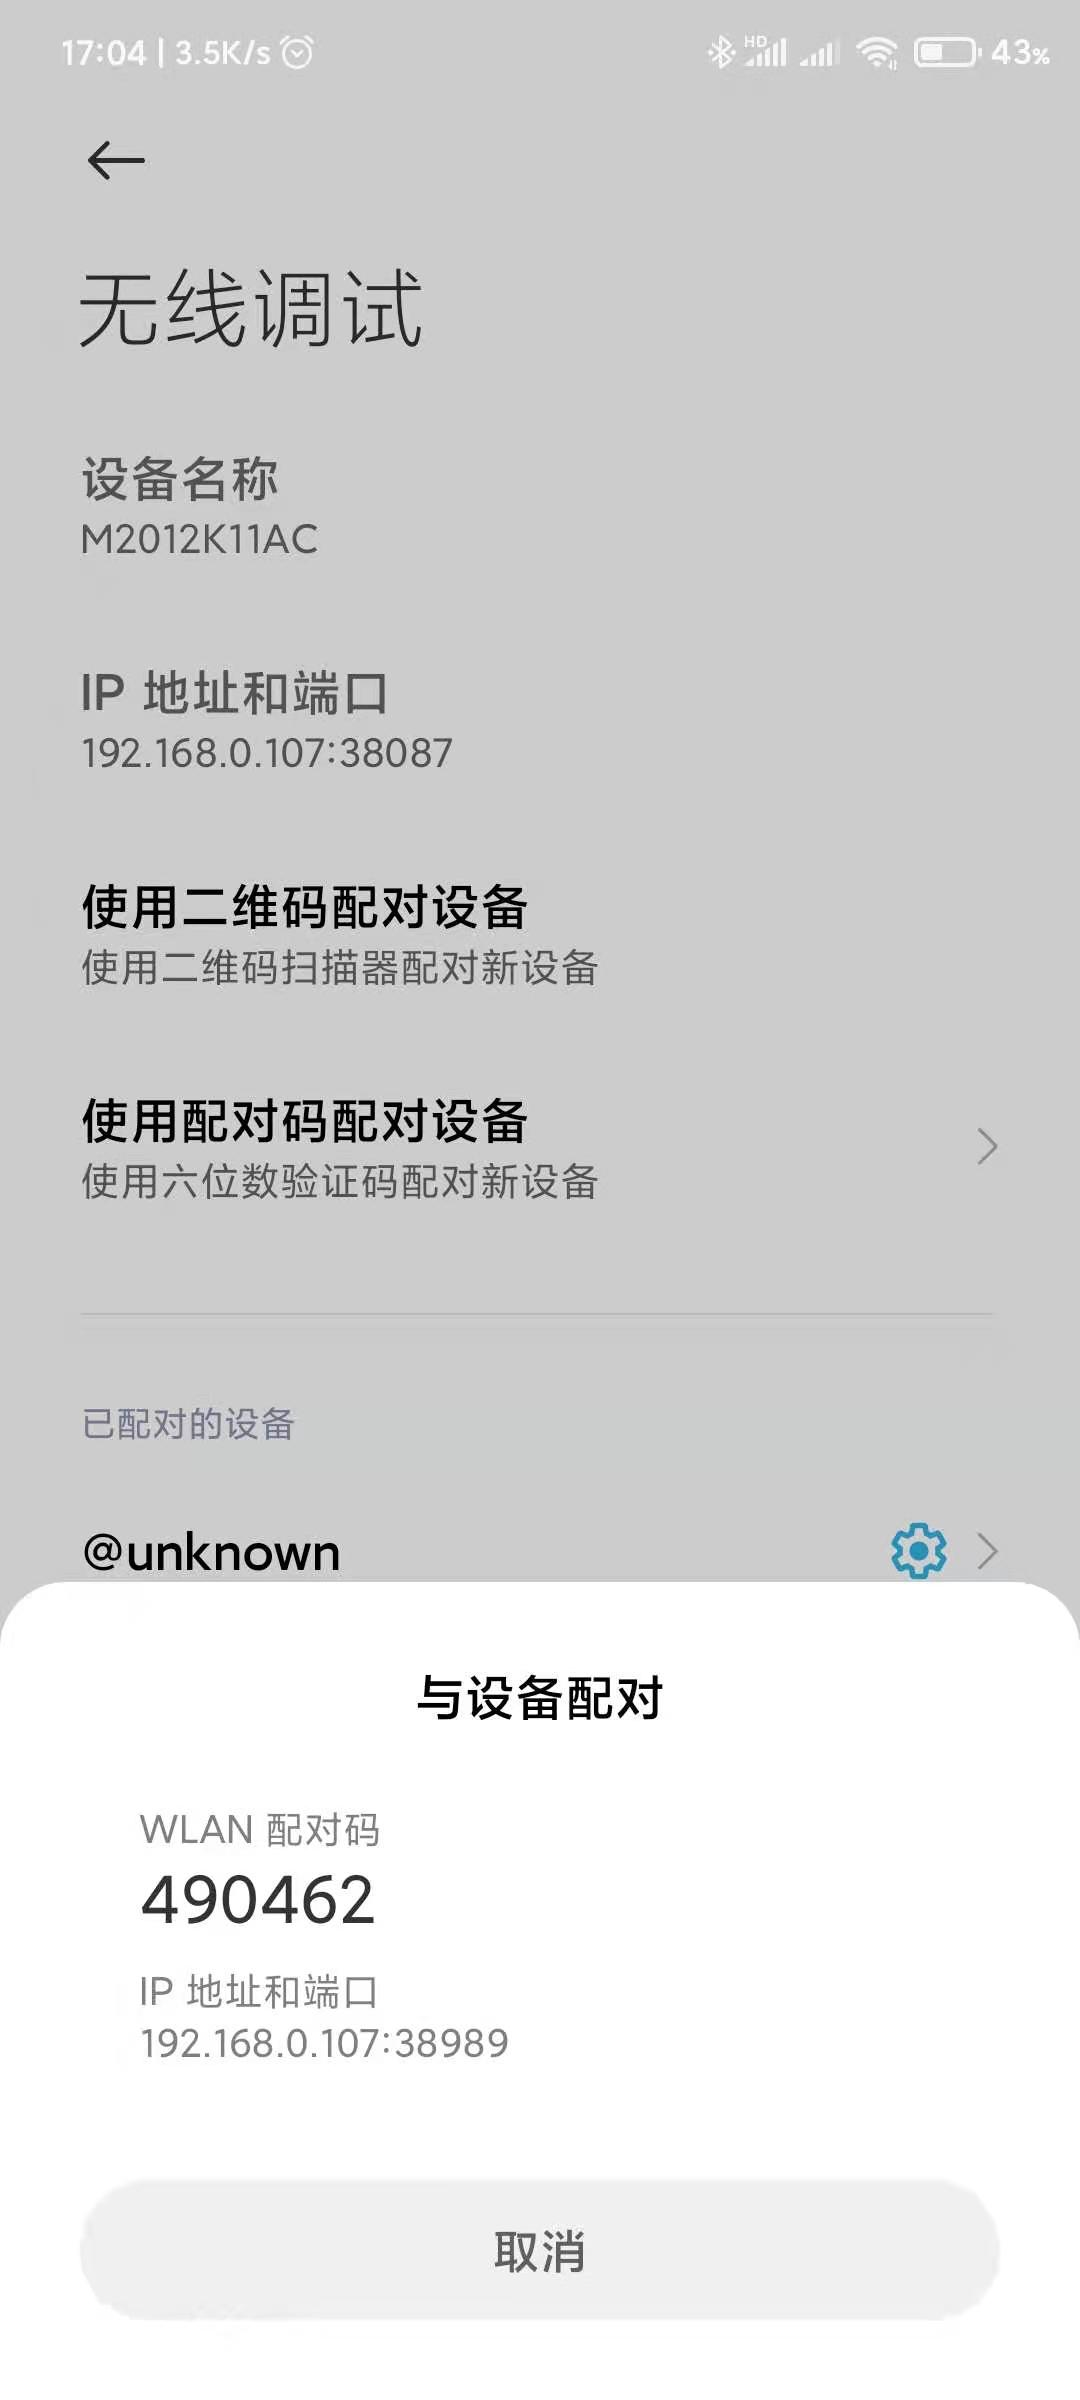 17:04 | 3.5K/s
HD
43%
无线调试
设备名称
M2012K11AC
IP 地址和端口
192.168.0.107:38087
使用二维码配对设备
使用二维码扫描器配对新设备
使用配对码配对设备
使用六位数验证码配对新设备
已配对的设备
@unknown
与设备配对
WLAN 配对码
490462
IP 地址和端口
192.168.0.107:38989
取消